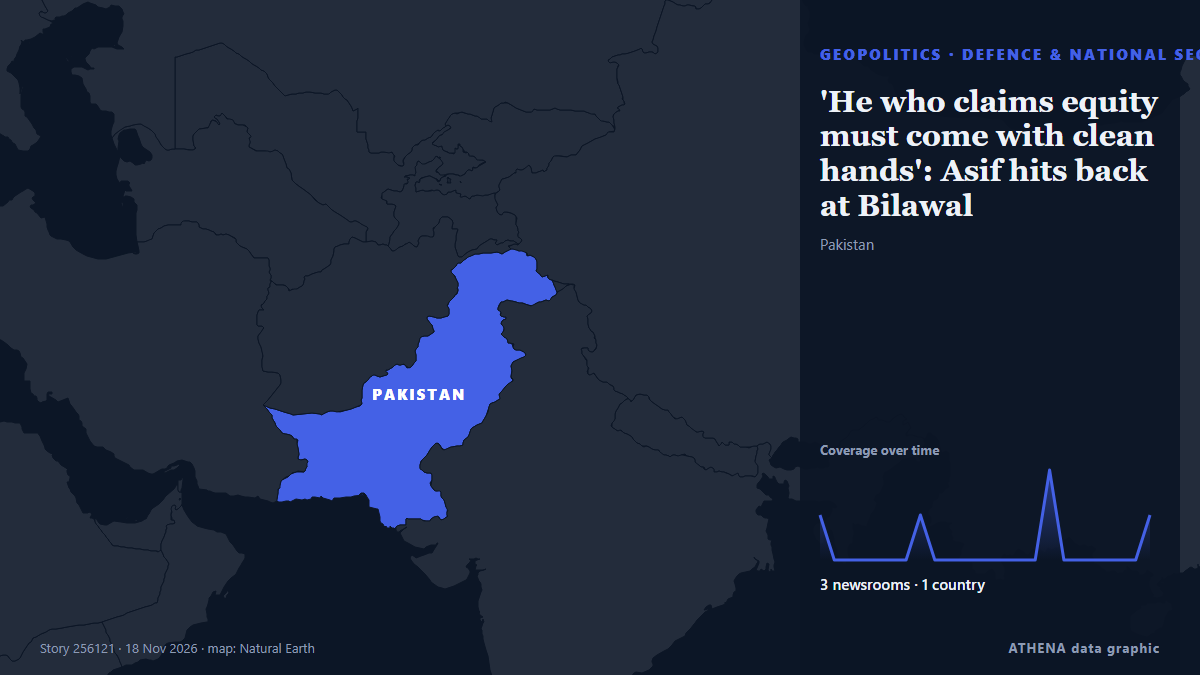 GEOPOLITICS · DEFENCE & NATIONAL
'He who claims equity
must come with clean
hands': Asif hits back
at Bilawal
Pakistan
PAKISTAN
Coverage over time
3 newsrooms · 1 country
Story 256121 · 18 Nov 2026 · map: Natural Earth
ATHENA data graphic